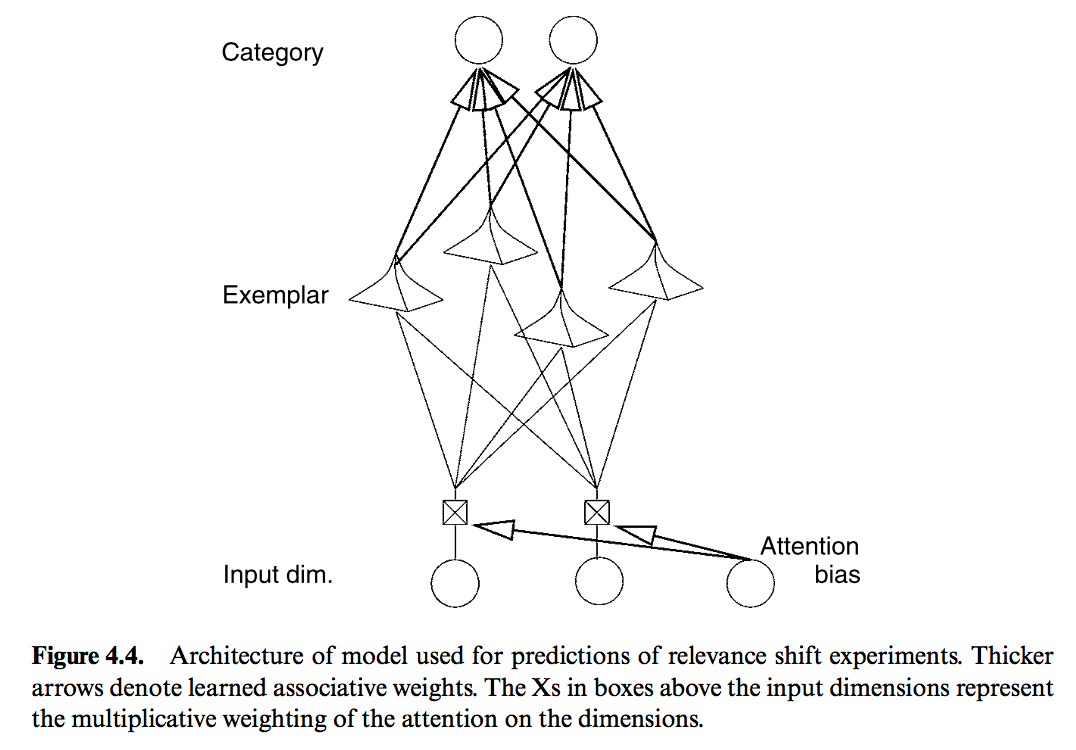 Category
Exemplar
Attention
bias
Input dim.
Figure 4.4. Architecture of model used for predictions of relevance shift experiments. Thicker
arrows denote learned associative weights. The Xs in boxes above the input dimensions represent
the multiplicative weighting of the attention on the dimensions.